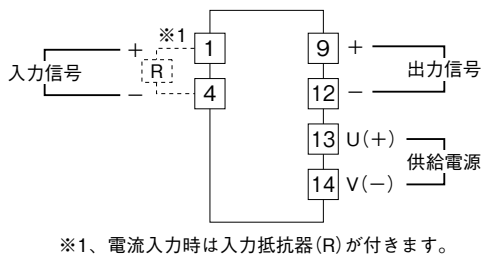 ※1
入力信号
+
R
−
1
4
9
+
12
−
出力信号
13
U(+)
14
V(−)
供給電源
※1、電流入力時は入力抵抗器(R)が付きます。